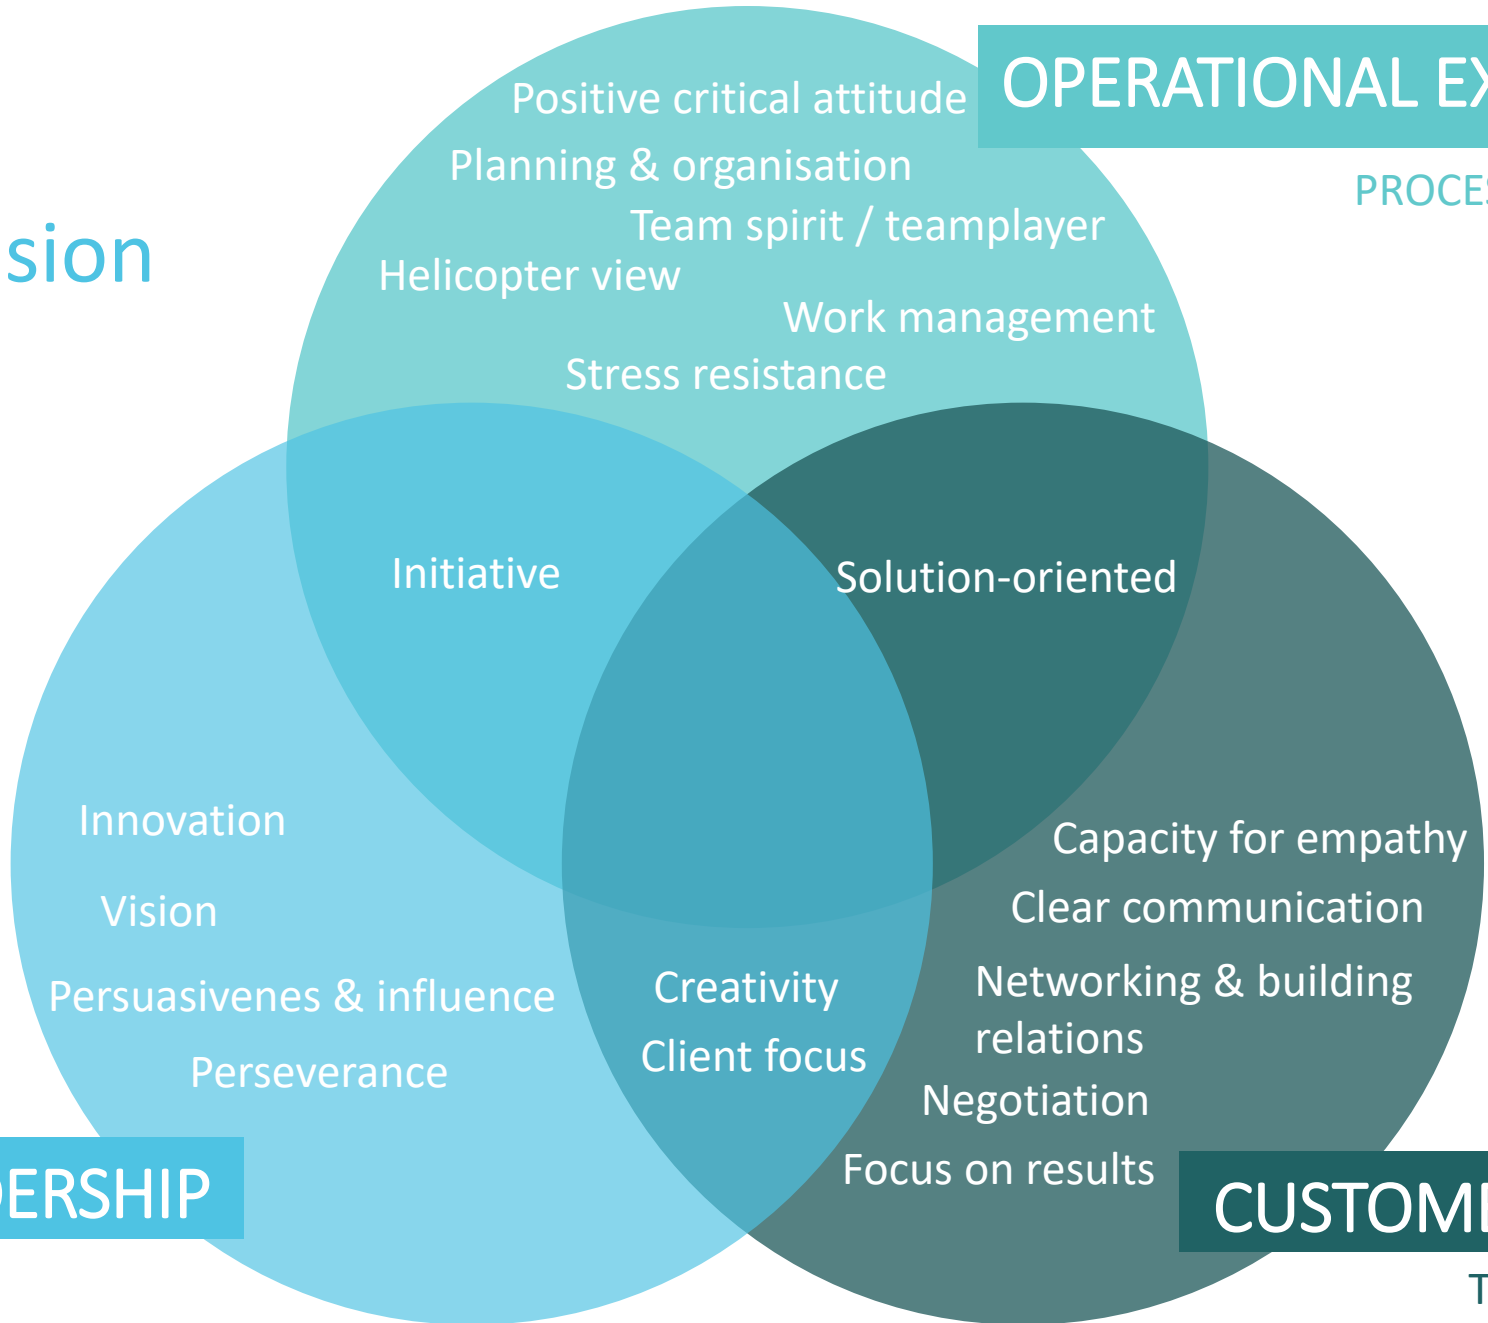 OPERATIONAL EX
PROCES
sion
Positive critical attitude
Planning & organisation
Team spirit / teamplayer
Helicopter view
Work management
Stress resistance
Initiative
Solution-oriented
Innovation
Vision
Persuasivenes & influence
Perseverance
Creativity
Client focus
Capacity for empathy
Clear communication
Networking & building
relations
Negotiation
Focus on results
DERSHIP
CUSTOME
T